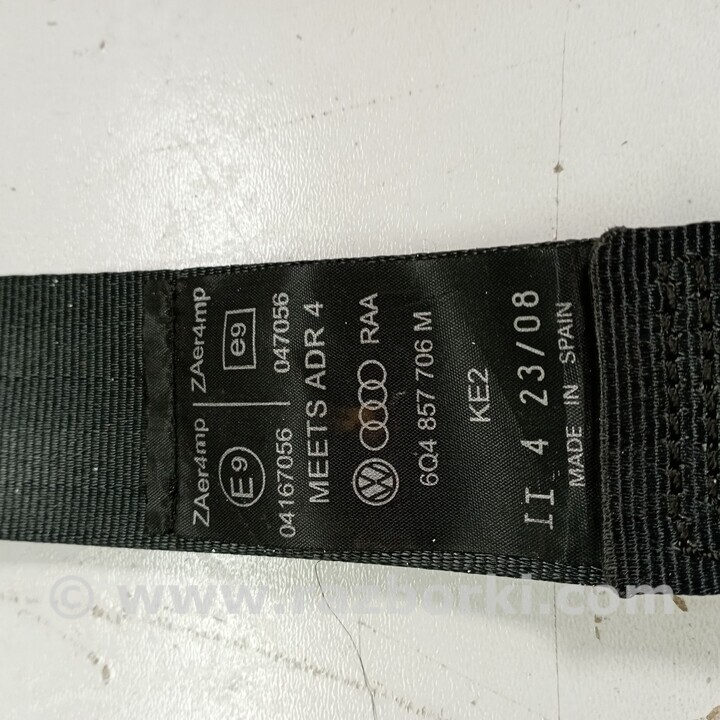 ZAer4mp ZAer4mp
E9 e9
04167056 047056
MEETS ADR 4
RAA
6Q4 857 706 M
KE2
II 4 23/08
MADE IN SPAIN
© www.razborki.com